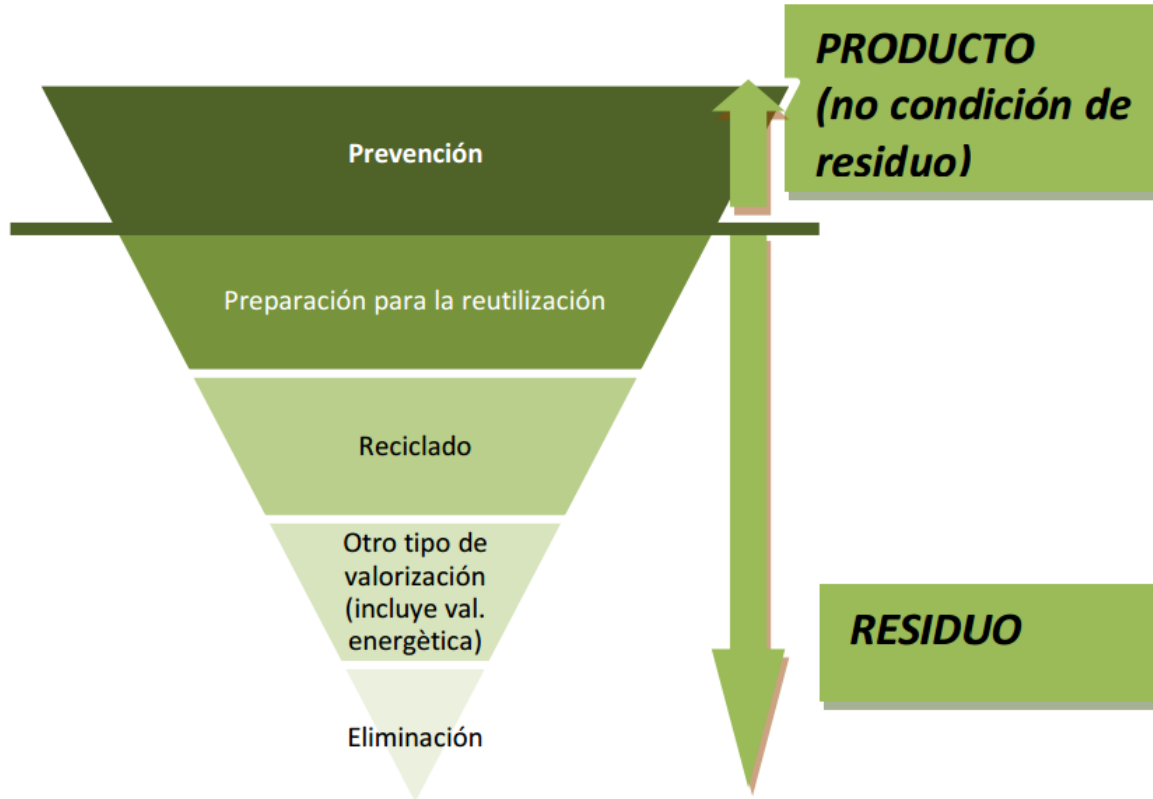 PRODUCTO
(no condición de
residuo)
Prevención
Preparación para la reutilización
Reciclado
Otro tipo de
valorización
(incluye val.
energètica)
RESIDUO
Eliminación